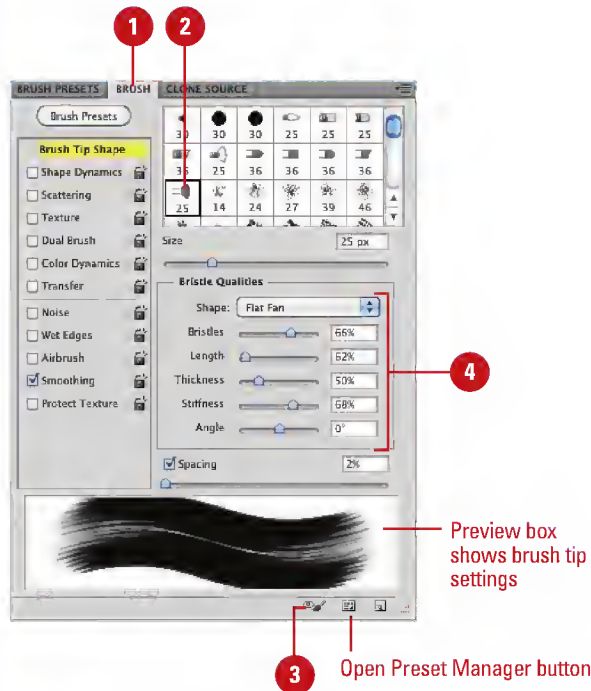 1 2
BRUSH PRESETS BRUSH CLONE SOURCE
Brush Presets
30 30 30 25 25 25
Brush Tip Shape
36 25 36 36 36 36
Shape Dynamics
Scattering
25 14 24 27 39 46
Texture
Dual Brush
Size 25 px
Color Dynamics
Transfer
Bristle Qualities
Noise
Shape: Flat Fan
Wet Edges
Bristles 66%
Airbrush
Length 62%
4
Smoothing
Thickness 50%
Protect Texture
Stiffness 68%
Angle 0°
Spacing 2%
Preview box
shows brush tip
settings
3
Open Preset Manager button